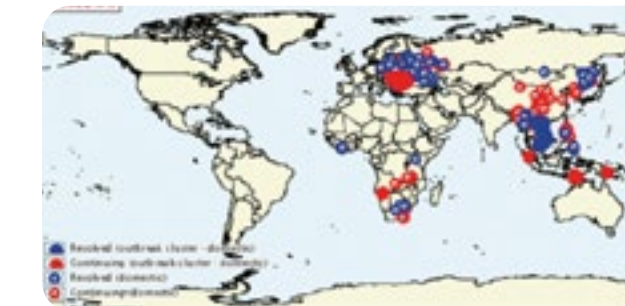 Resolved (outbreak cluster - domestic)
Continuing (outbreak cluster - domestic)
Resolved (domestic)
Continuing (domestic)